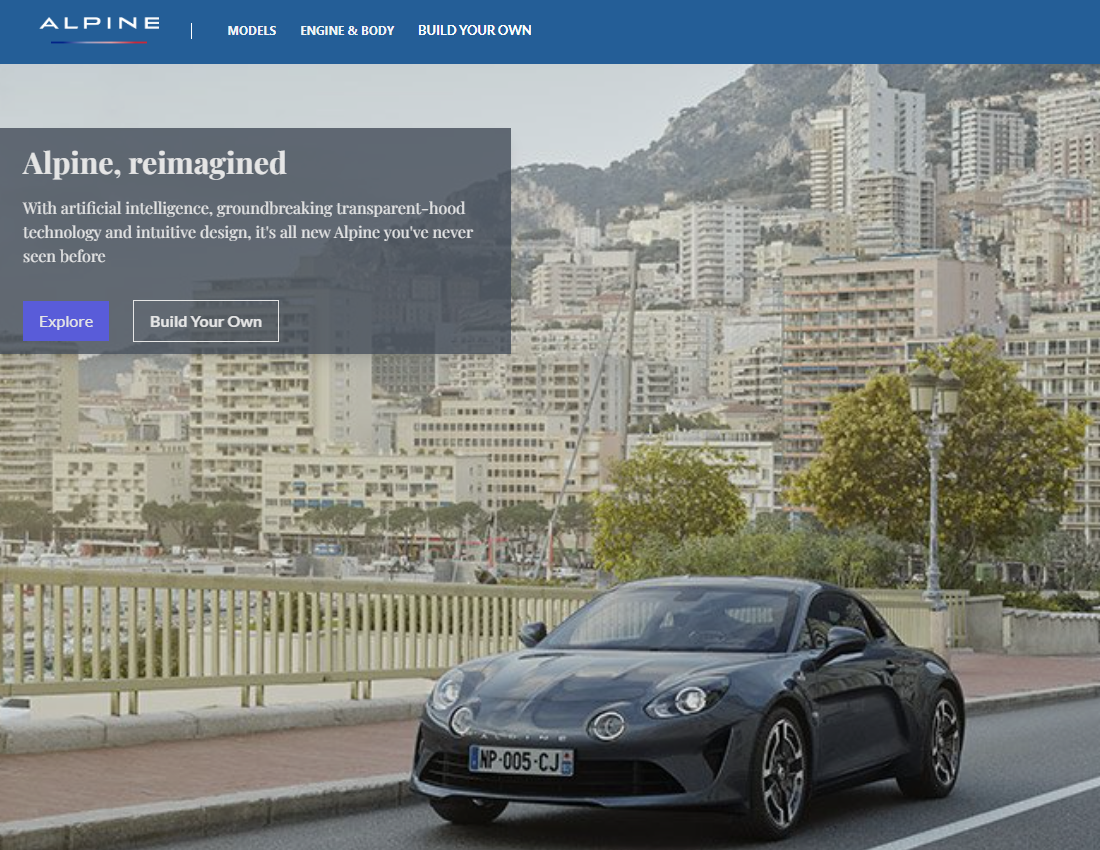 ALPINE
MODELS
ENGINE & BODY
BUILD YOUR OWN
Alpine, reimagined
With artificial intelligence, groundbreaking transparent-hood
technology and intuitive design, it's all new Alpine you've never
seen before
Explore
Build Your Own
ALPINE
NP-005-CJ